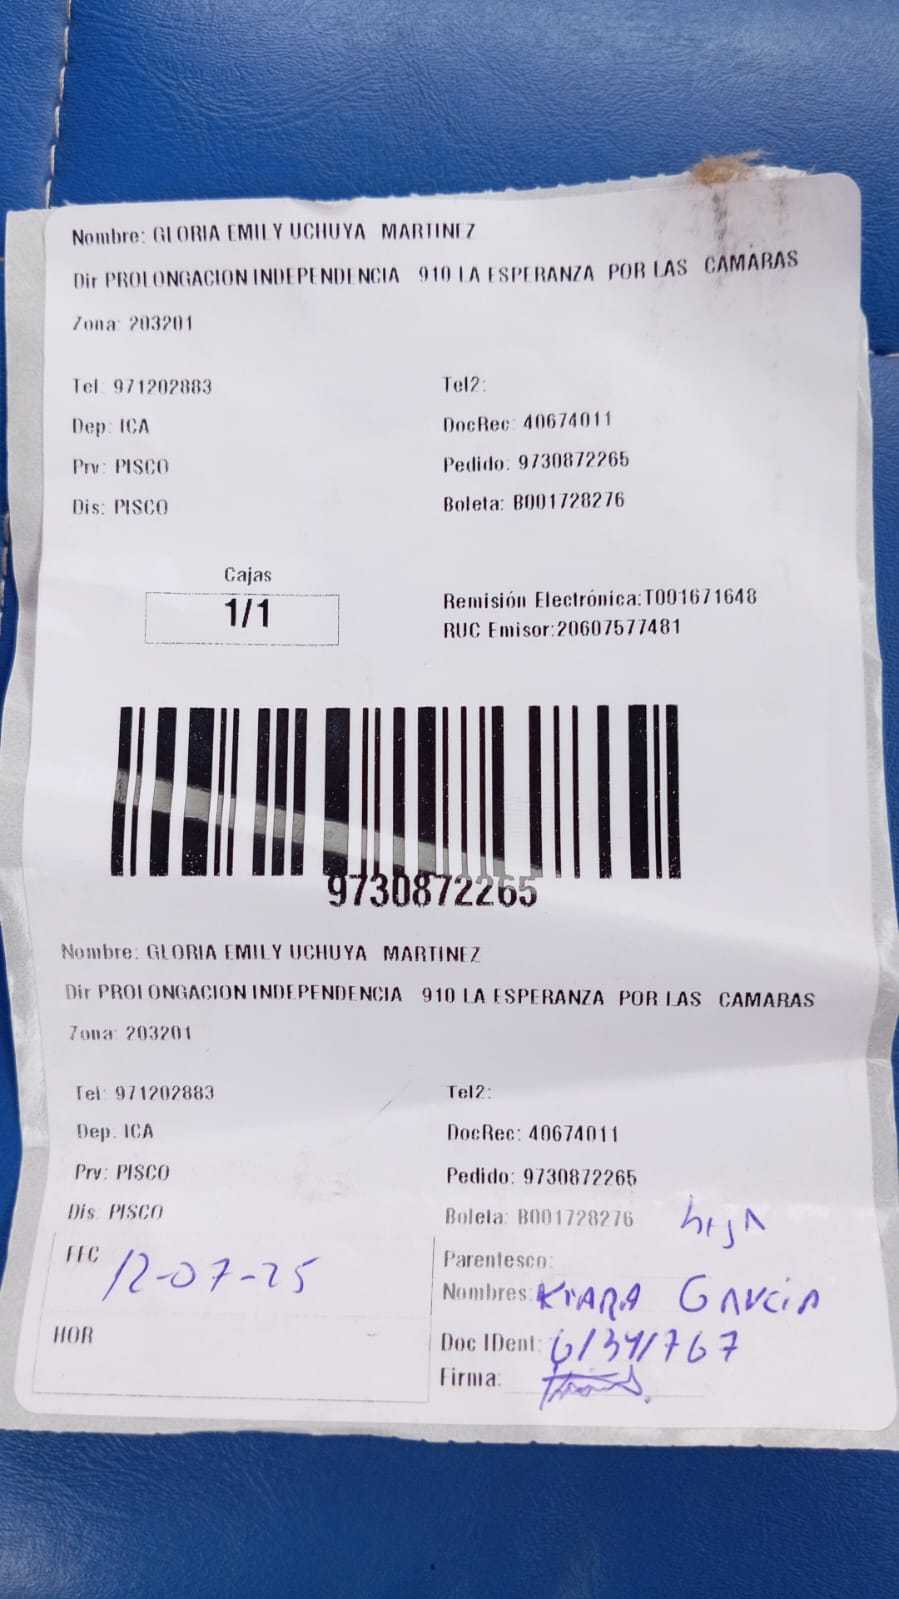 Nombre: GLORIA EMILY UCHUYA MARTINEZ
Dir PROLONGACION INDEPENDENCIA 910 LA ESPERANZA POR LAS CAMARAS
Zona: 203201
Tel: 971202883 Tel2:
Dep: ICA DocRec: 40674011
Prv: PISCO Pedido: 9730872265
Dis: PISCO Boleta: B001728276
Cajas
1/1
Remisión Electrónica:T001671648
RUC Emisor:20607577481
9730872265
Nombre: GLORIA EMILY UCHUYA MARTINEZ
Dir PROLONGACION INDEPENDENCIA 910 LA ESPERANZA POR LAS CAMARAS
Zona: 203201
Tel: 971202883 Tel2:
Dep: ICA DocRec: 40674011
Prv: PISCO Pedido: 9730872265
Dis: PISCO Boleta: B001728276
FFC 12-07-25
Parentesco: hija
Nombres: KIARA GARCIA
HOR
Doc IDent:
Firma: